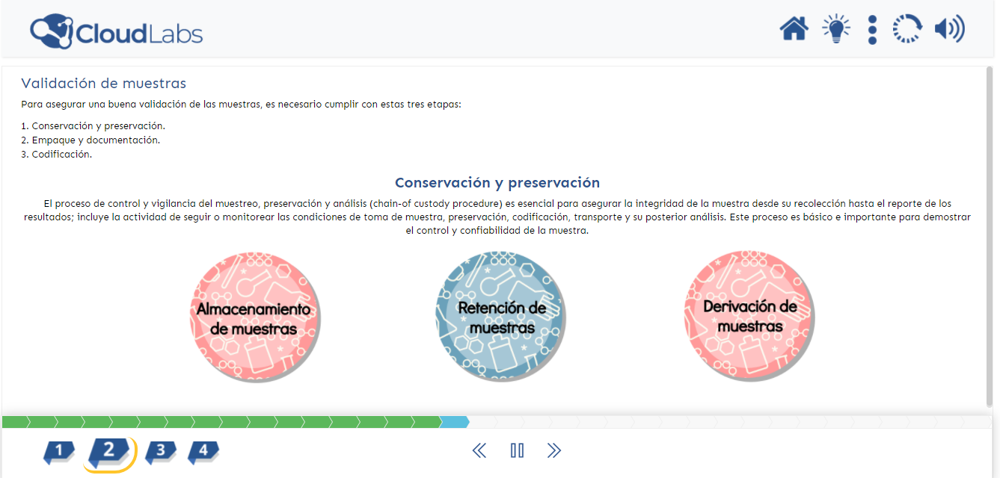 CloudLabs
Validación de muestras
Para asegurar una buena validación de las muestras, es necesario cumplir con estas tres etapas:
1. Conservación y preservación.
2. Empaque y documentación.
3. Codificación.
Conservación y preservación
El proceso de control y vigilancia del muestreo, preservación y análisis (chain-of custody procedure) es esencial para asegurar la integridad de la muestra desde su recolección hasta el reporte de los
resultados; incluye la actividad de seguir o monitorear las condiciones de toma de muestra, preservación, codificación, transporte y su posterior análisis. Este proceso es básico e importante para demostrar
el control y confiabilidad de la muestra.
Almacenamiento
de muestras
Retención de
muestras
Derivación de
muestras
1 2 3 4